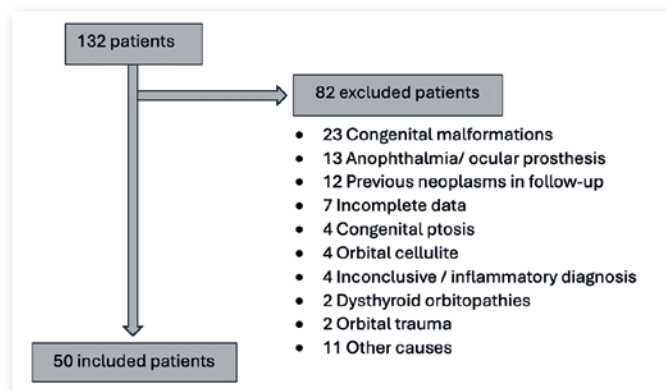 132 patients
82 excluded patients
• 23 Congenital malformations
• 13 Anophthalmia/ ocular prosthesis
• 12 Previous neoplasms in follow-up
• 7 Incomplete data
• 4 Congenital ptosis
• 4 Orbital cellulite
• 4 Inconclusive / inflammatory diagnosis
• 2 Dysthyroid orbitopathies
• 2 Orbital trauma
• 11 Other causes
50 included patients